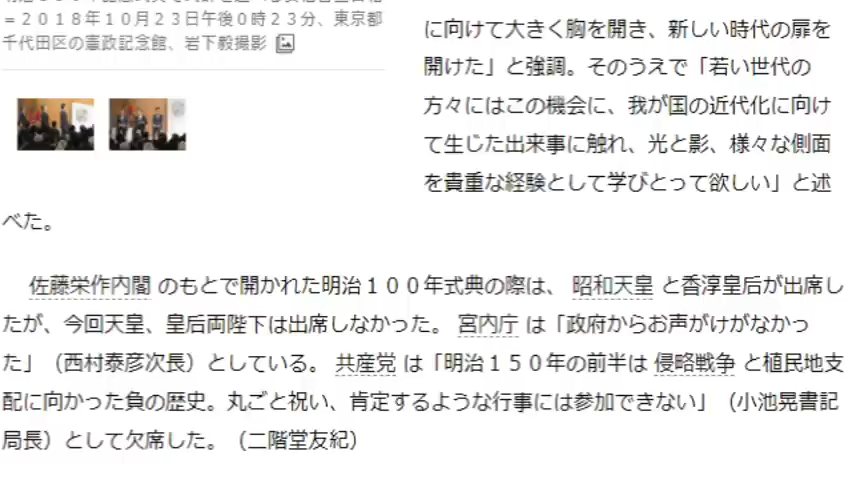 ＝２０１８年１０月２３日午後０時２３分、東京都
千代田区の憲政記念館、岩下毅撮影
に向けて大きく胸を開き、新しい時代の扉を
開けた」と強調。そのうえで「若い世代の
方々にはこの機会に、我が国の近代化に向け
て生じた出来事に触れ、光と影、様々な側面
を貴重な経験として学びとって欲しい」と述
べた。
佐藤栄作内閣 のもとで開かれた明治１００年式典の際は、 昭和天皇 と香淳皇后が出席し
たが、今回天皇、皇后両陛下は出席しなかった。 宮内庁 は「政府からお声がけがなかっ
た」（西村泰彦次長）としている。 共産党 は「明治１５０年の前半は 侵略戦争 と植民地支
配に向かった負の歴史。丸ごと祝い、肯定するような行事には参加できない」（小池晃書記
局長）として欠席した。（二階堂友紀）